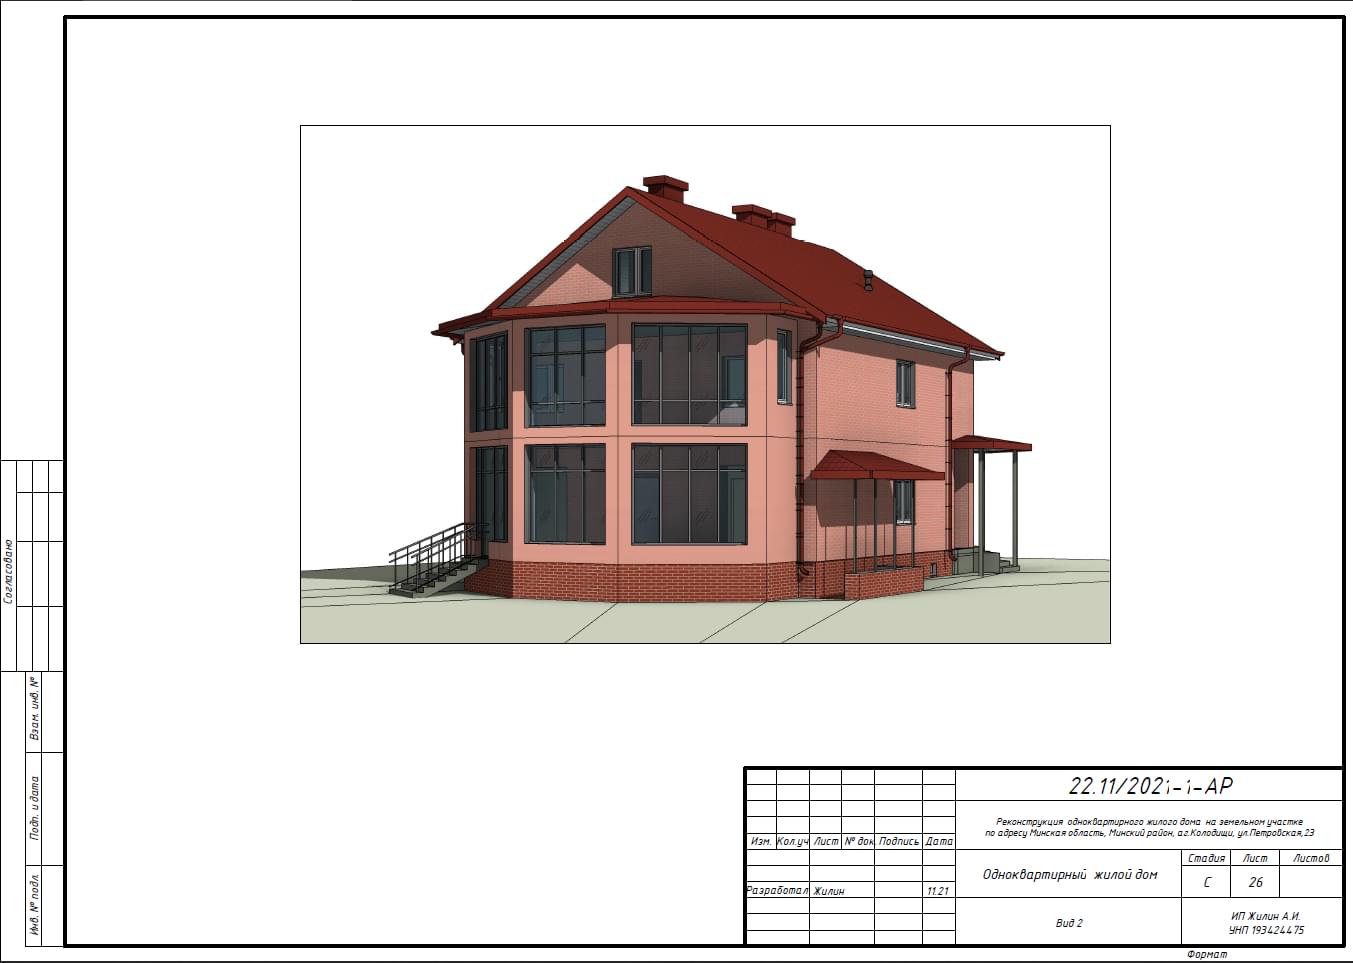 Согласовано
Взам. инв. №
Подп. и дата
Инв. № подл.
22.11/2021-1-АР
Реконструкция одноквартирного жилого дома на земельном участке
по адресу Минская область, Минский район, а.г.Колодищи, ул.Петровская,23
Изм. Кол.уч Лист № док. Подпись Дата
Одноквартирный жилой дом
Стадия Лист Листов
С 26
Разработал Жилин 11.21
Вид 2
ИП Жилин А.И.
УНП 193424475
Формат